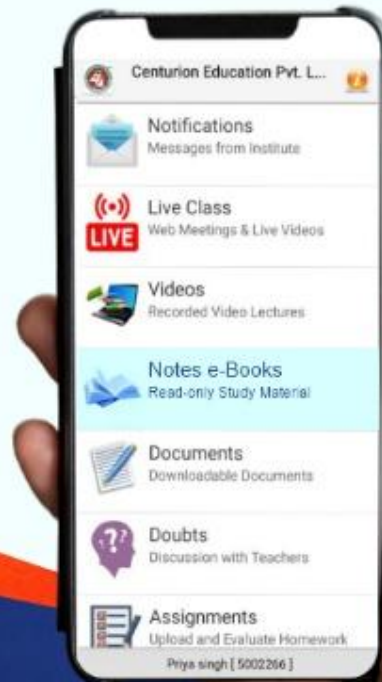 Centurion Education Pvt. L...
Notifications
Messages from Institute
Live Class
LIVE
Web Meetings & Live Videos
Videos
Recorded Video Lectures
Notes e-Books
Read-only Study Material
Documents
Downloadable Documents
Doubts
Discussion with Teachers
Assignments
Upload and Evaluate Homework
Priya singh [ 5002266 ]